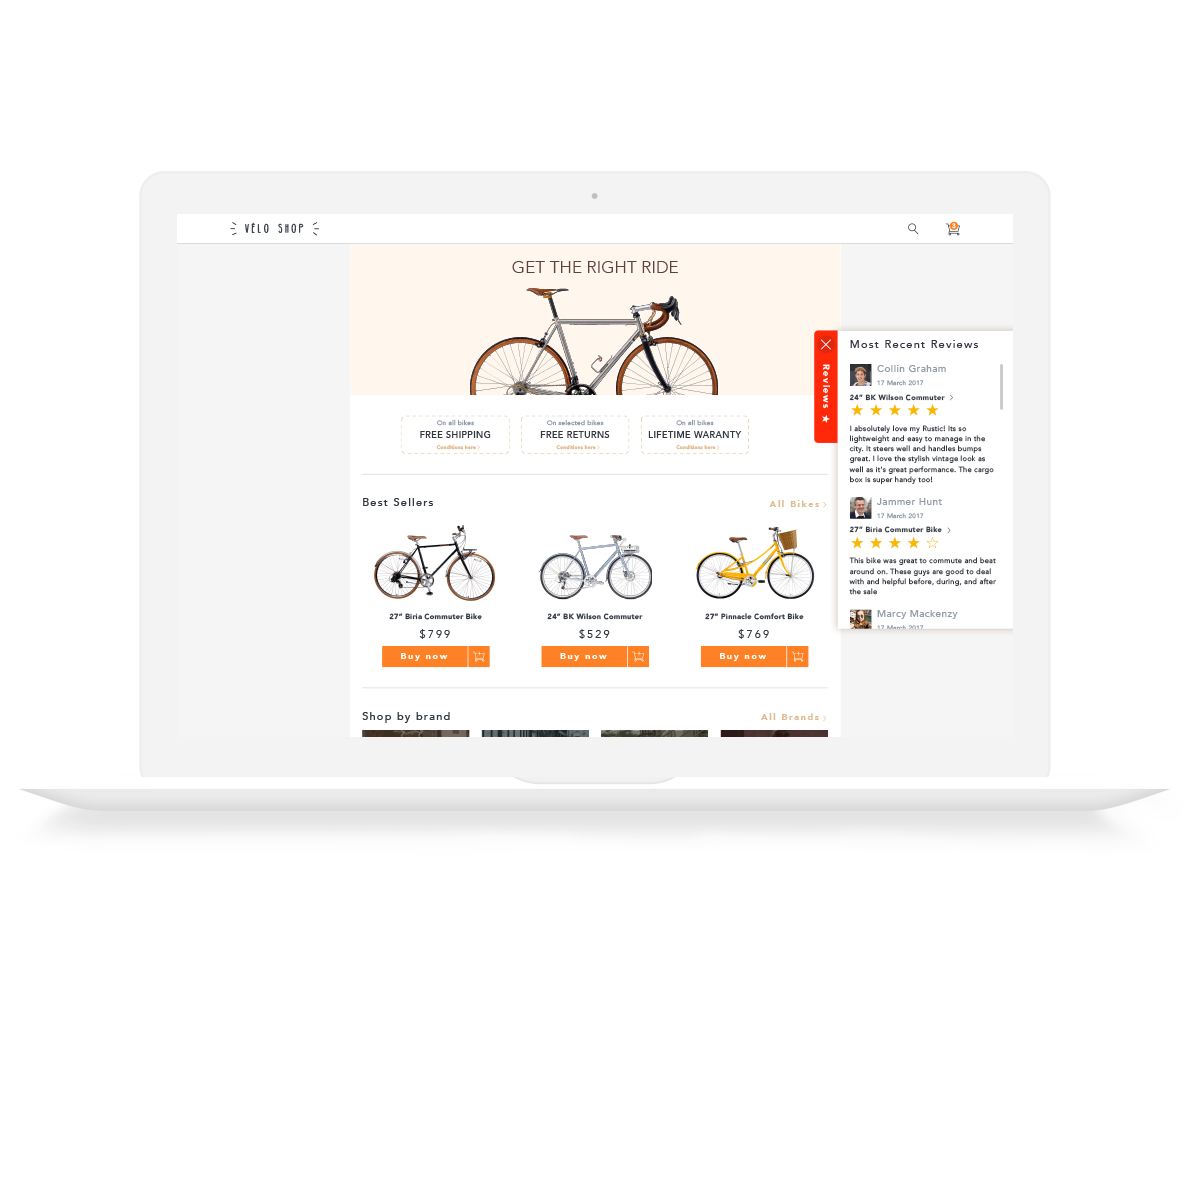 VÉLO SHOP
3
GET THE RIGHT RIDE
On all bikes
FREE SHIPPING
Conditions here
On selected bikes
FREE RETURNS
Conditions here
On all bikes
LIFETIME WARANTY
Conditions here
Best Sellers
All Bikes
27” Biria Commuter Bike
$799
Buy now
24” BK Wilson Commuter
$529
Buy now
27” Pinnacle Comfort Bike
$769
Buy now
Shop by brand
All Brands
Reviews
Most Recent Reviews
Collin Graham
17 March 2017
24” BK Wilson Commuter
I absolutely love my Rustic! Its so
lightweight and easy to manage in the
city. It steers well and handles bumps
great. I love the stylish vintage look as
well as it's great performance. The cargo
box is super handy too!
Jammer Hunt
17 March 2017
27” Biria Commuter Bike
This bike was great to commute and beat
around on. These guys are good to deal
with and helpful before, during, and after
the sale
Marcy Mackenzy
17 March 2017